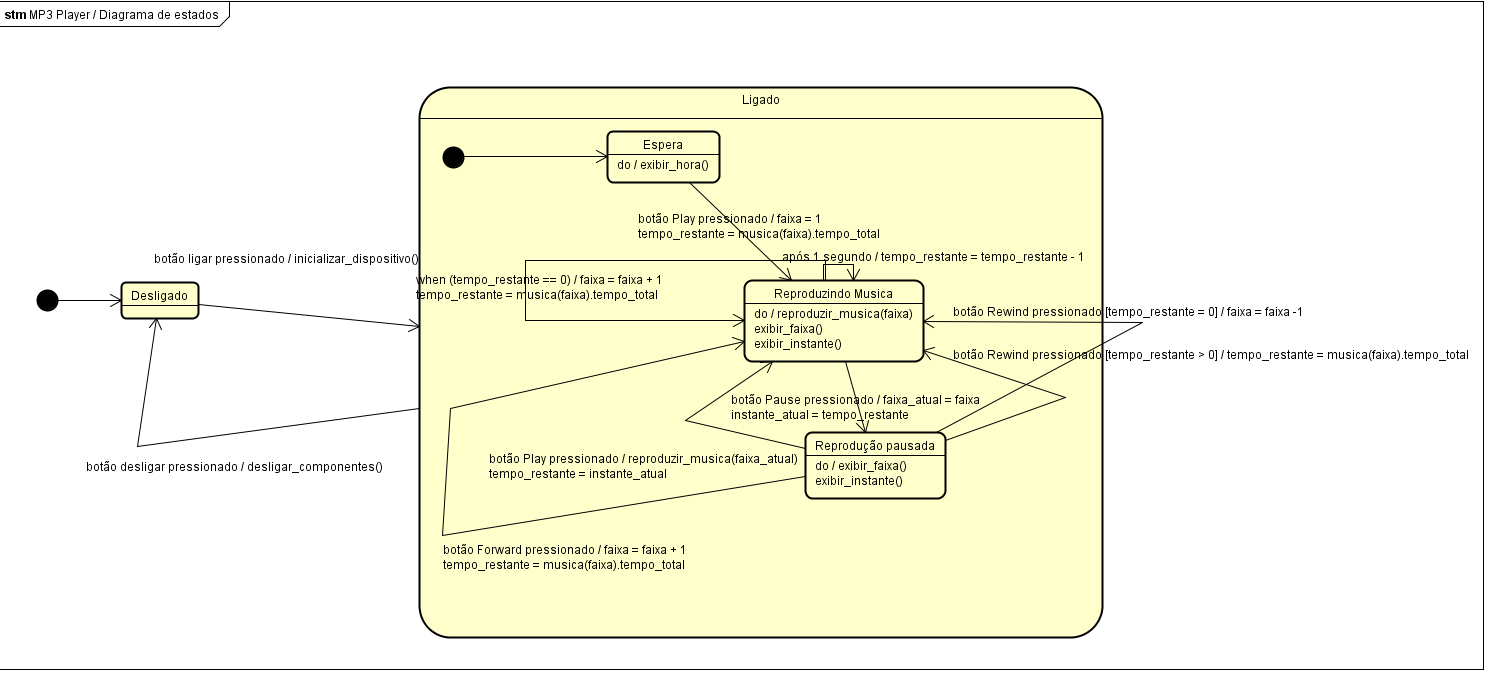 stm MP3 Player / Diagrama de estados
Ligado
Espera
do / exibir_hora()
botão Play pressionado / faixa = 1
tempo_restante = musica(faixa).tempo_total
botão ligar pressionado / inicializar_dispositivo()
após 1 segundo / tempo_restante = tempo_restante - 1
when (tempo_restante == 0) / faixa = faixa + 1
tempo_restante = musica(faixa).tempo_total
Desligado
Reproduzindo Musica
do / reproduzir_musica(faixa)
exibir_faixa()
exibir_instante()
botão Rewind pressionado [tempo_restante = 0] / faixa = faixa -1
botão Rewind pressionado [tempo_restante > 0] / tempo_restante = musica(faixa).tempo_total
botão Pause pressionado / faixa_atual = faixa
instante_atual = tempo_restante
Reprodução pausada
do / exibir_faixa()
exibir_instante()
botão Play pressionado / reproduzir_musica(faixa_atual)
tempo_restante = instante_atual
botão desligar pressionado / desligar_componentes()
botão Forward pressionado / faixa = faixa + 1
tempo_restante = musica(faixa).tempo_total